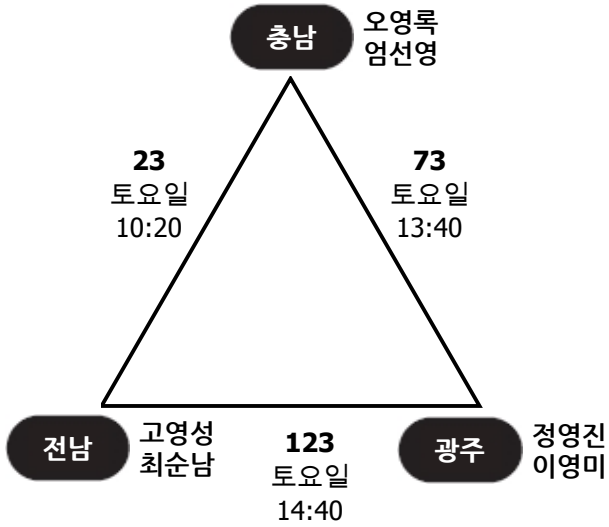 충남
오영록
엄선영
23
토요일
10:20
73
토요일
13:40
전남
고영성
최순남
123
토요일
14:40
광주
정영진
이영미